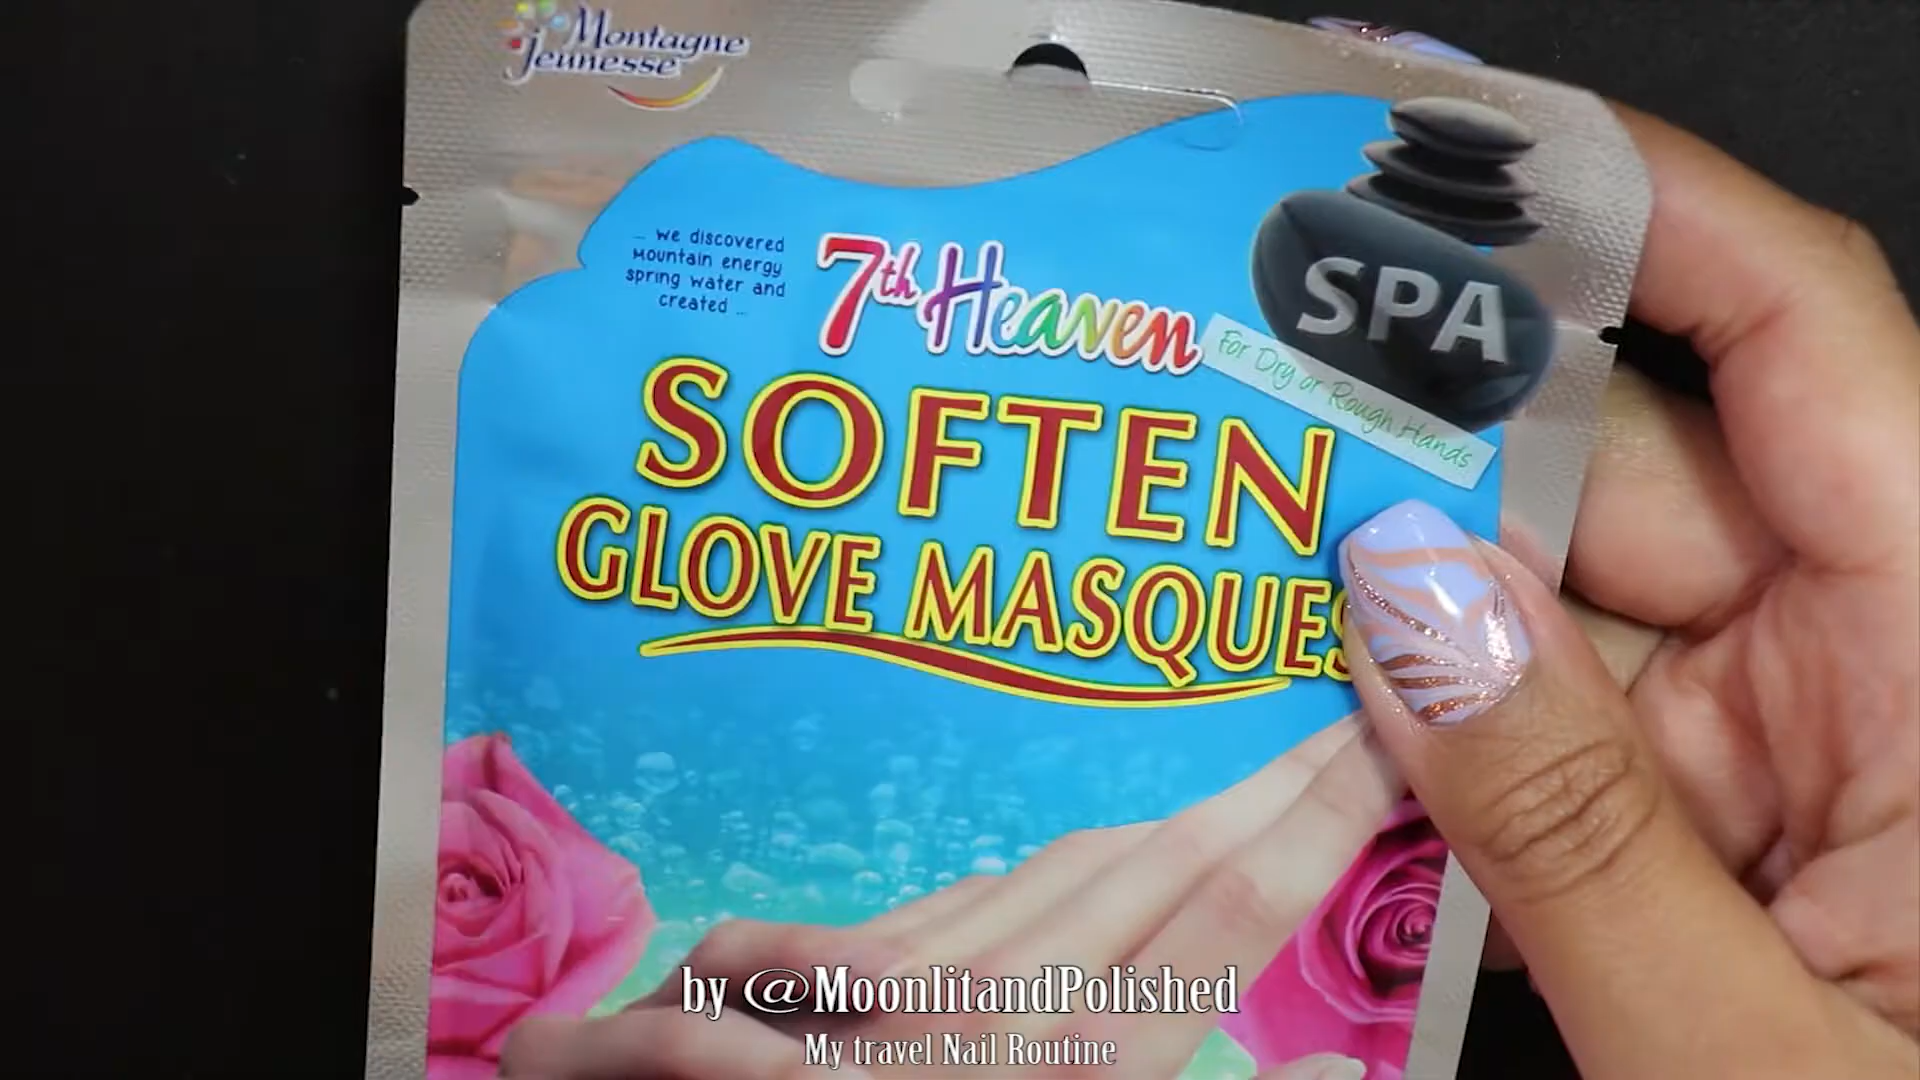 Montagne
Jeunesse
... we discovered
mountain energy
spring water and
created ...
7th Heaven
SPA
For Dry or Rough Hands
SOFTEN
GLOVE MASQUES
by @MoonlitandPolished
My travel Nail Routine